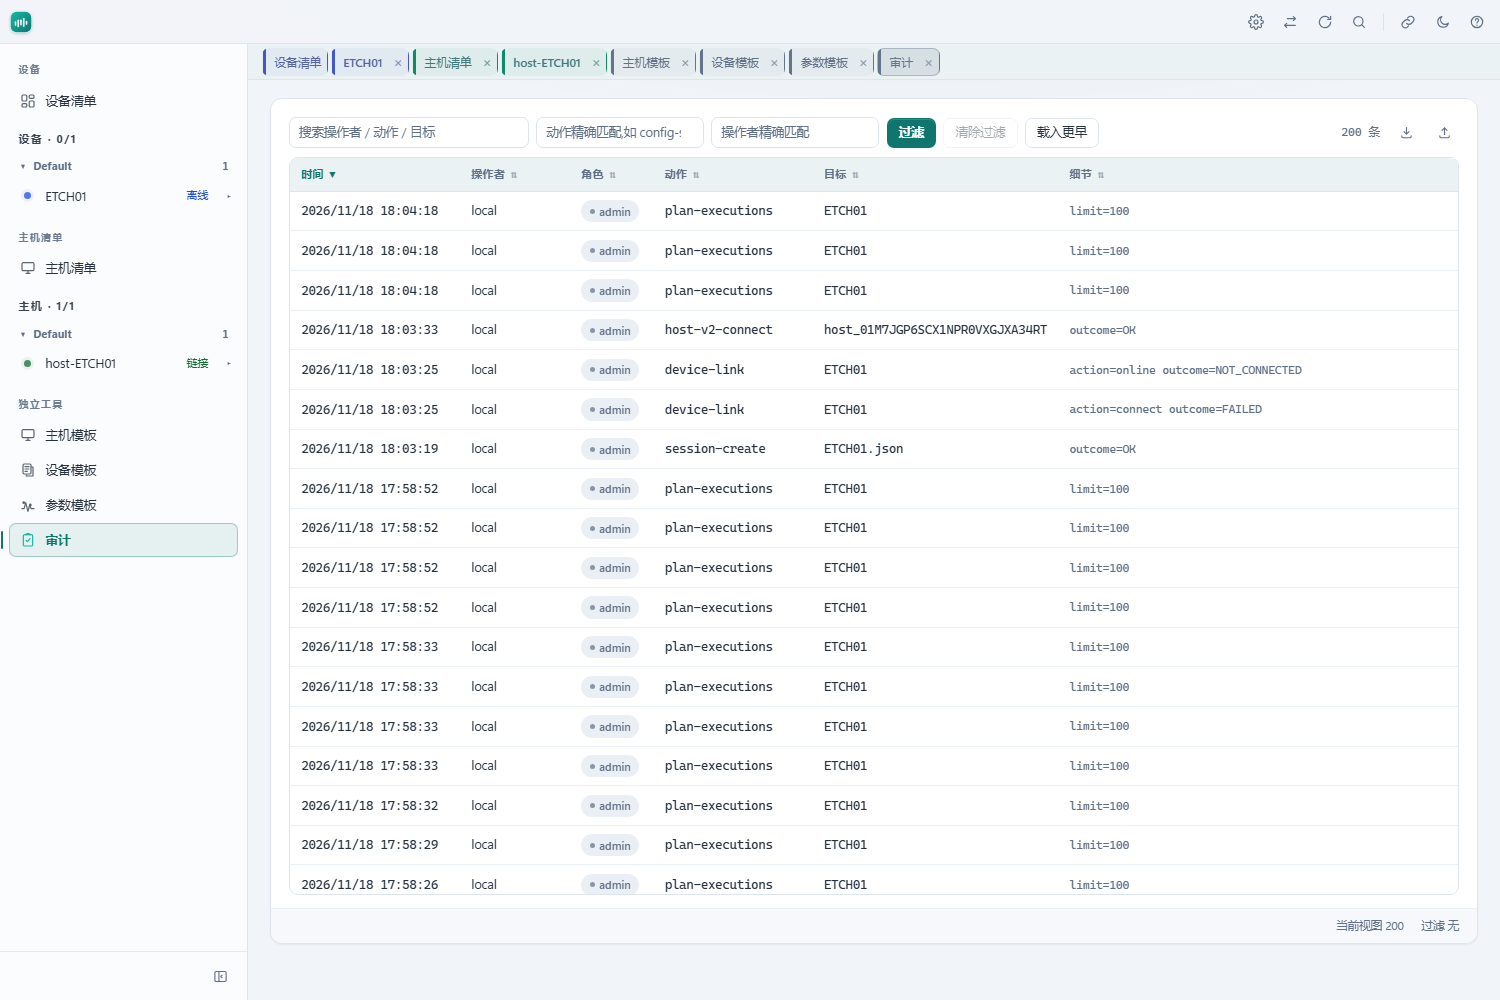 设备清单 ETCH01 × 主机清单 × host-ETCH01 × 主机模板 × 设备模板 × 参数模板 × 审计 ×
设备
设备清单
设备 · 0/1
Default 1
ETCH01 离线
主机清单
主机清单
主机 · 1/1
Default 1
host-ETCH01 链接
独立工具
主机模板
设备模板
参数模板
审计
搜索操作者 / 动作 / 目标 动作精确匹配,如 config-s 操作者精确匹配 过滤 清除过滤 载入更早 200 条
时间 ▼ 操作者 角色 动作 目标 细节
2026/11/18 18:04:18 local admin plan-executions ETCH01 limit=100
2026/11/18 18:04:18 local admin plan-executions ETCH01 limit=100
2026/11/18 18:04:18 local admin plan-executions ETCH01 limit=100
2026/11/18 18:03:33 local admin host-v2-connect host_01M7JGP6SCX1NPR0VXGJXA34RT outcome=OK
2026/11/18 18:03:25 local admin device-link ETCH01 action=online outcome=NOT_CONNECTED
2026/11/18 18:03:25 local admin device-link ETCH01 action=connect outcome=FAILED
2026/11/18 18:03:19 local admin session-create ETCH01.json outcome=OK
2026/11/18 17:58:52 local admin plan-executions ETCH01 limit=100
2026/11/18 17:58:52 local admin plan-executions ETCH01 limit=100
2026/11/18 17:58:52 local admin plan-executions ETCH01 limit=100
2026/11/18 17:58:52 local admin plan-executions ETCH01 limit=100
2026/11/18 17:58:33 local admin plan-executions ETCH01 limit=100
2026/11/18 17:58:33 local admin plan-executions ETCH01 limit=100
2026/11/18 17:58:33 local admin plan-executions ETCH01 limit=100
2026/11/18 17:58:33 local admin plan-executions ETCH01 limit=100
2026/11/18 17:58:32 local admin plan-executions ETCH01 limit=100
2026/11/18 17:58:29 local admin plan-executions ETCH01 limit=100
2026/11/18 17:58:26 local admin plan-executions ETCH01 limit=100
当前视图 200 过滤 无